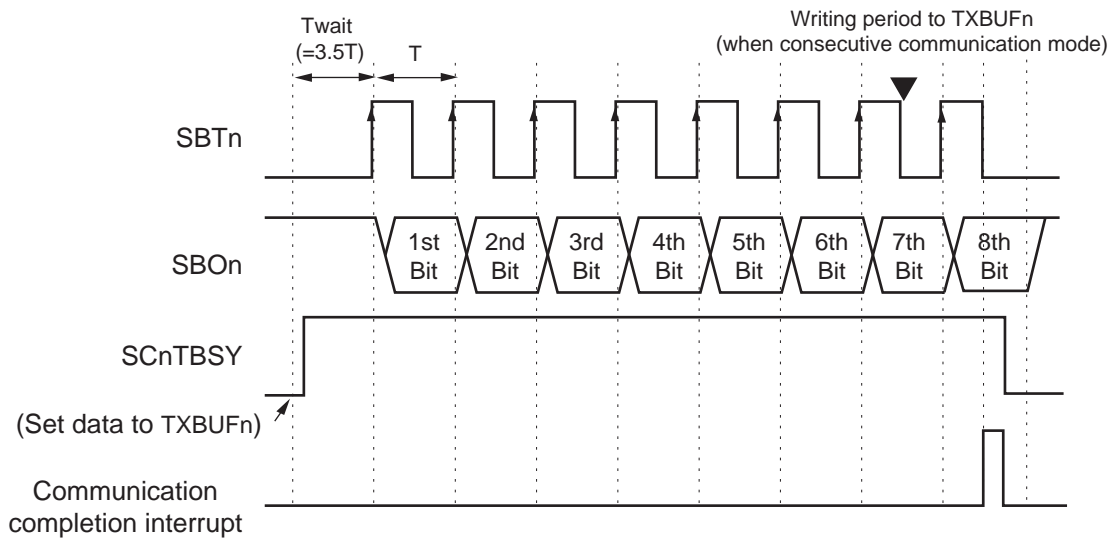 Twait
(=3.5T)
T
Writing period to TXBUFn
(when consecutive communication mode)
SBTn
SBOn
1st
Bit
2nd
Bit
3rd
Bit
4th
Bit
5th
Bit
6th
Bit
7th
Bit
8th
Bit
SCnTBSY
(Set data to TXBUFn)
Communication
completion interrupt